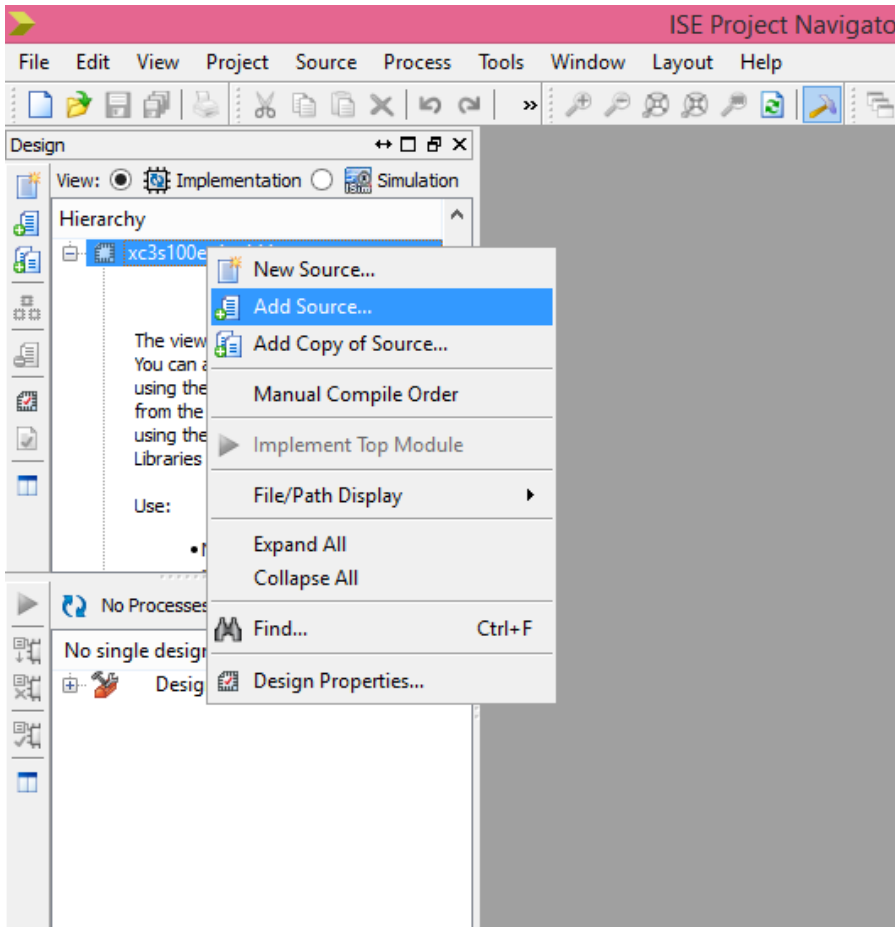 ISE Project Navigato
File Edit View Project Source Process Tools Window Layout Help
»
Design
View: Implementation Simulation
Hierarchy
xc3s100e
New Source...
Add Source...
Add Copy of Source...
Manual Compile Order
Implement Top Module
File/Path Display
Expand All
Collapse All
Find... Ctrl+F
Design Properties...
The view
You can
using the
from the
using the
Libraries
Use:
No Processes
No single design
Desig